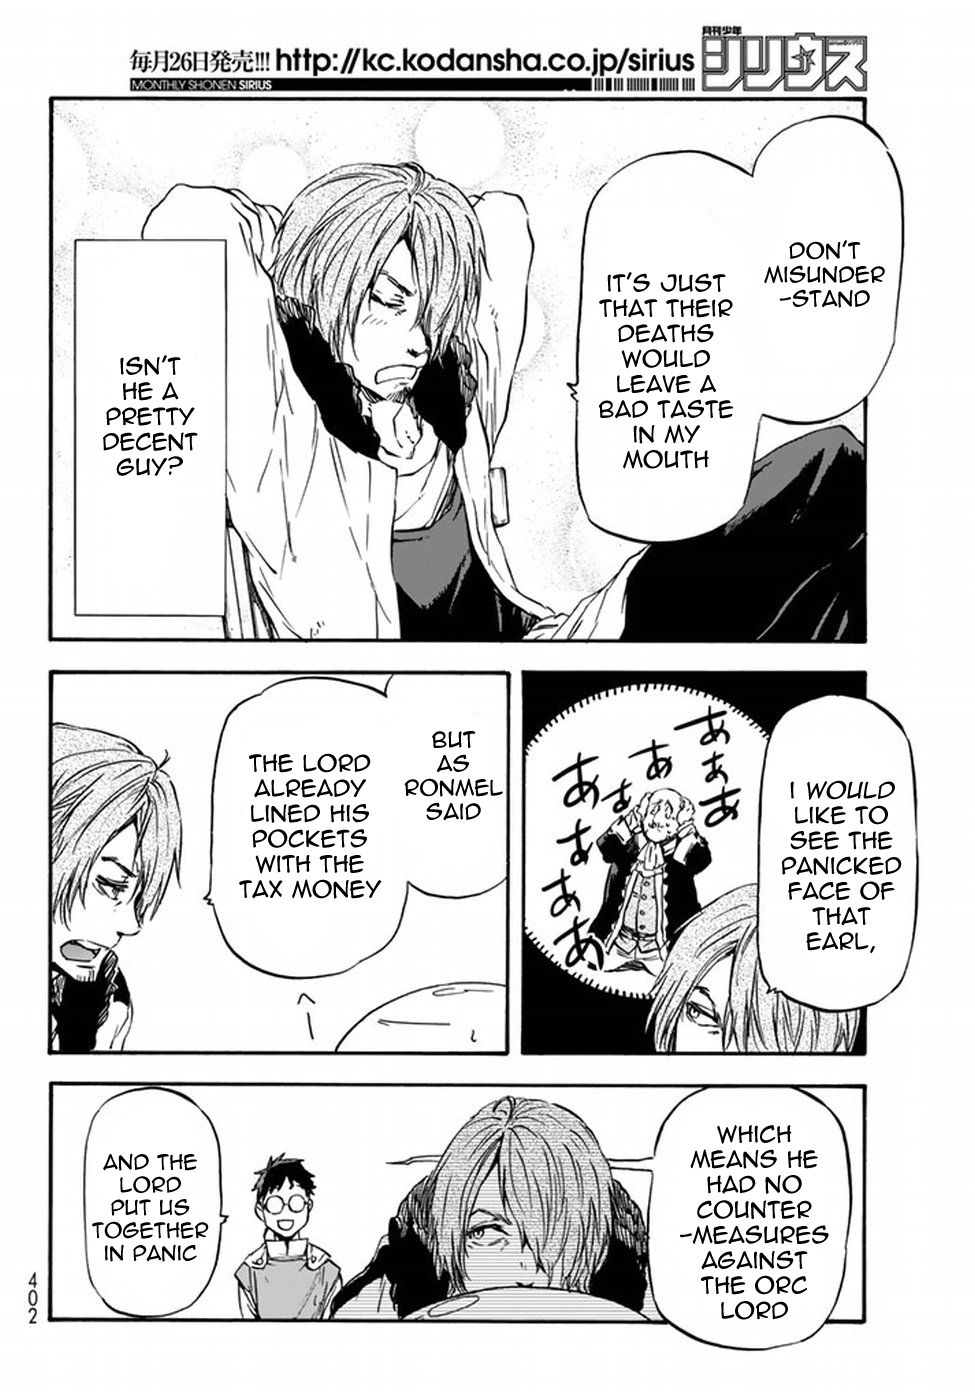 毎月26日発売!!! http://kc.kodansha.co.jp/sirius
MONTHLY SHONEN SIRIUS
月刊少年
シリウス
DON'T
MISUNDER
-STAND
IT'S JUST
THAT THEIR
DEATHS
WOULD
LEAVE A
BAD TASTE
IN MY
MOUTH
ISN'T
HE A
PRETTY
DECENT
GUY?
I WOULD
LIKE TO
SEE THE
PANICKED
FACE OF
THAT
EARL,
あああ
ああ
あぁぁああ
BUT
AS
RONMEL
SAID
THE LORD
ALREADY
LINED HIS
POCKETS
WITH THE
TAX MONEY
WHICH
MEANS HE
HAD NO
COUNTER
-MEASURES
AGAINST
THE ORC
LORD
AND THE
LORD
PUT US
TOGETHER
IN PANIC
402